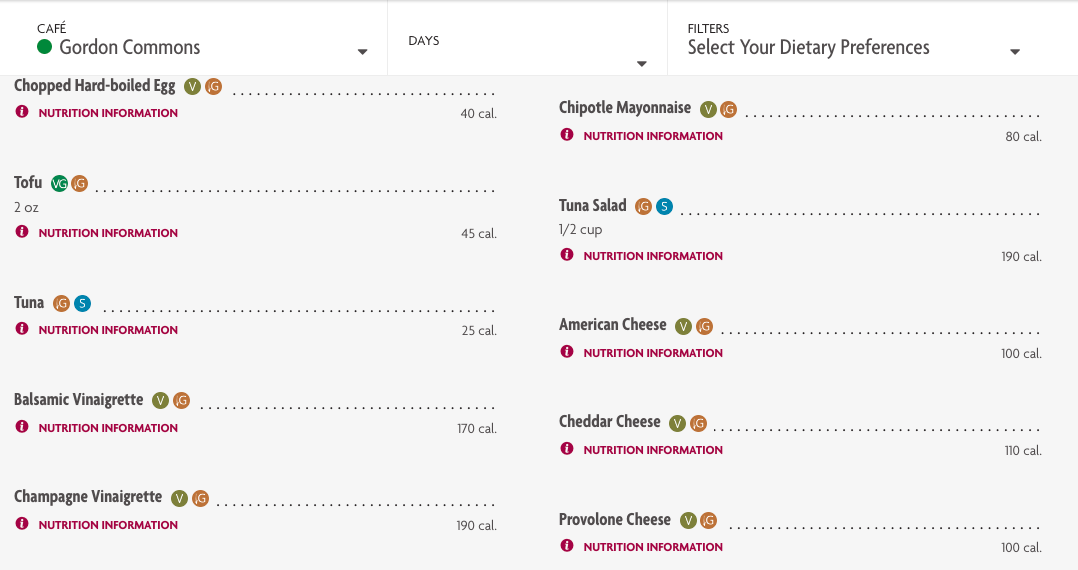 CAFÉ
Gordon Commons
DAYS
FILTERS
Select Your Dietary Preferences
Chopped Hard-boiled Egg V G
NUTRITION INFORMATION 40 cal.
Tofu VG G
2 oz
NUTRITION INFORMATION 45 cal.
Tuna G S
NUTRITION INFORMATION 25 cal.
Balsamic Vinaigrette V G
NUTRITION INFORMATION 170 cal.
Champagne Vinaigrette V G
NUTRITION INFORMATION 190 cal.
Chipotle Mayonnaise V G
NUTRITION INFORMATION 80 cal.
Tuna Salad G S
1/2 cup
NUTRITION INFORMATION 190 cal.
American Cheese V G
NUTRITION INFORMATION 100 cal.
Cheddar Cheese V G
NUTRITION INFORMATION 110 cal.
Provolone Cheese V G
NUTRITION INFORMATION 100 cal.